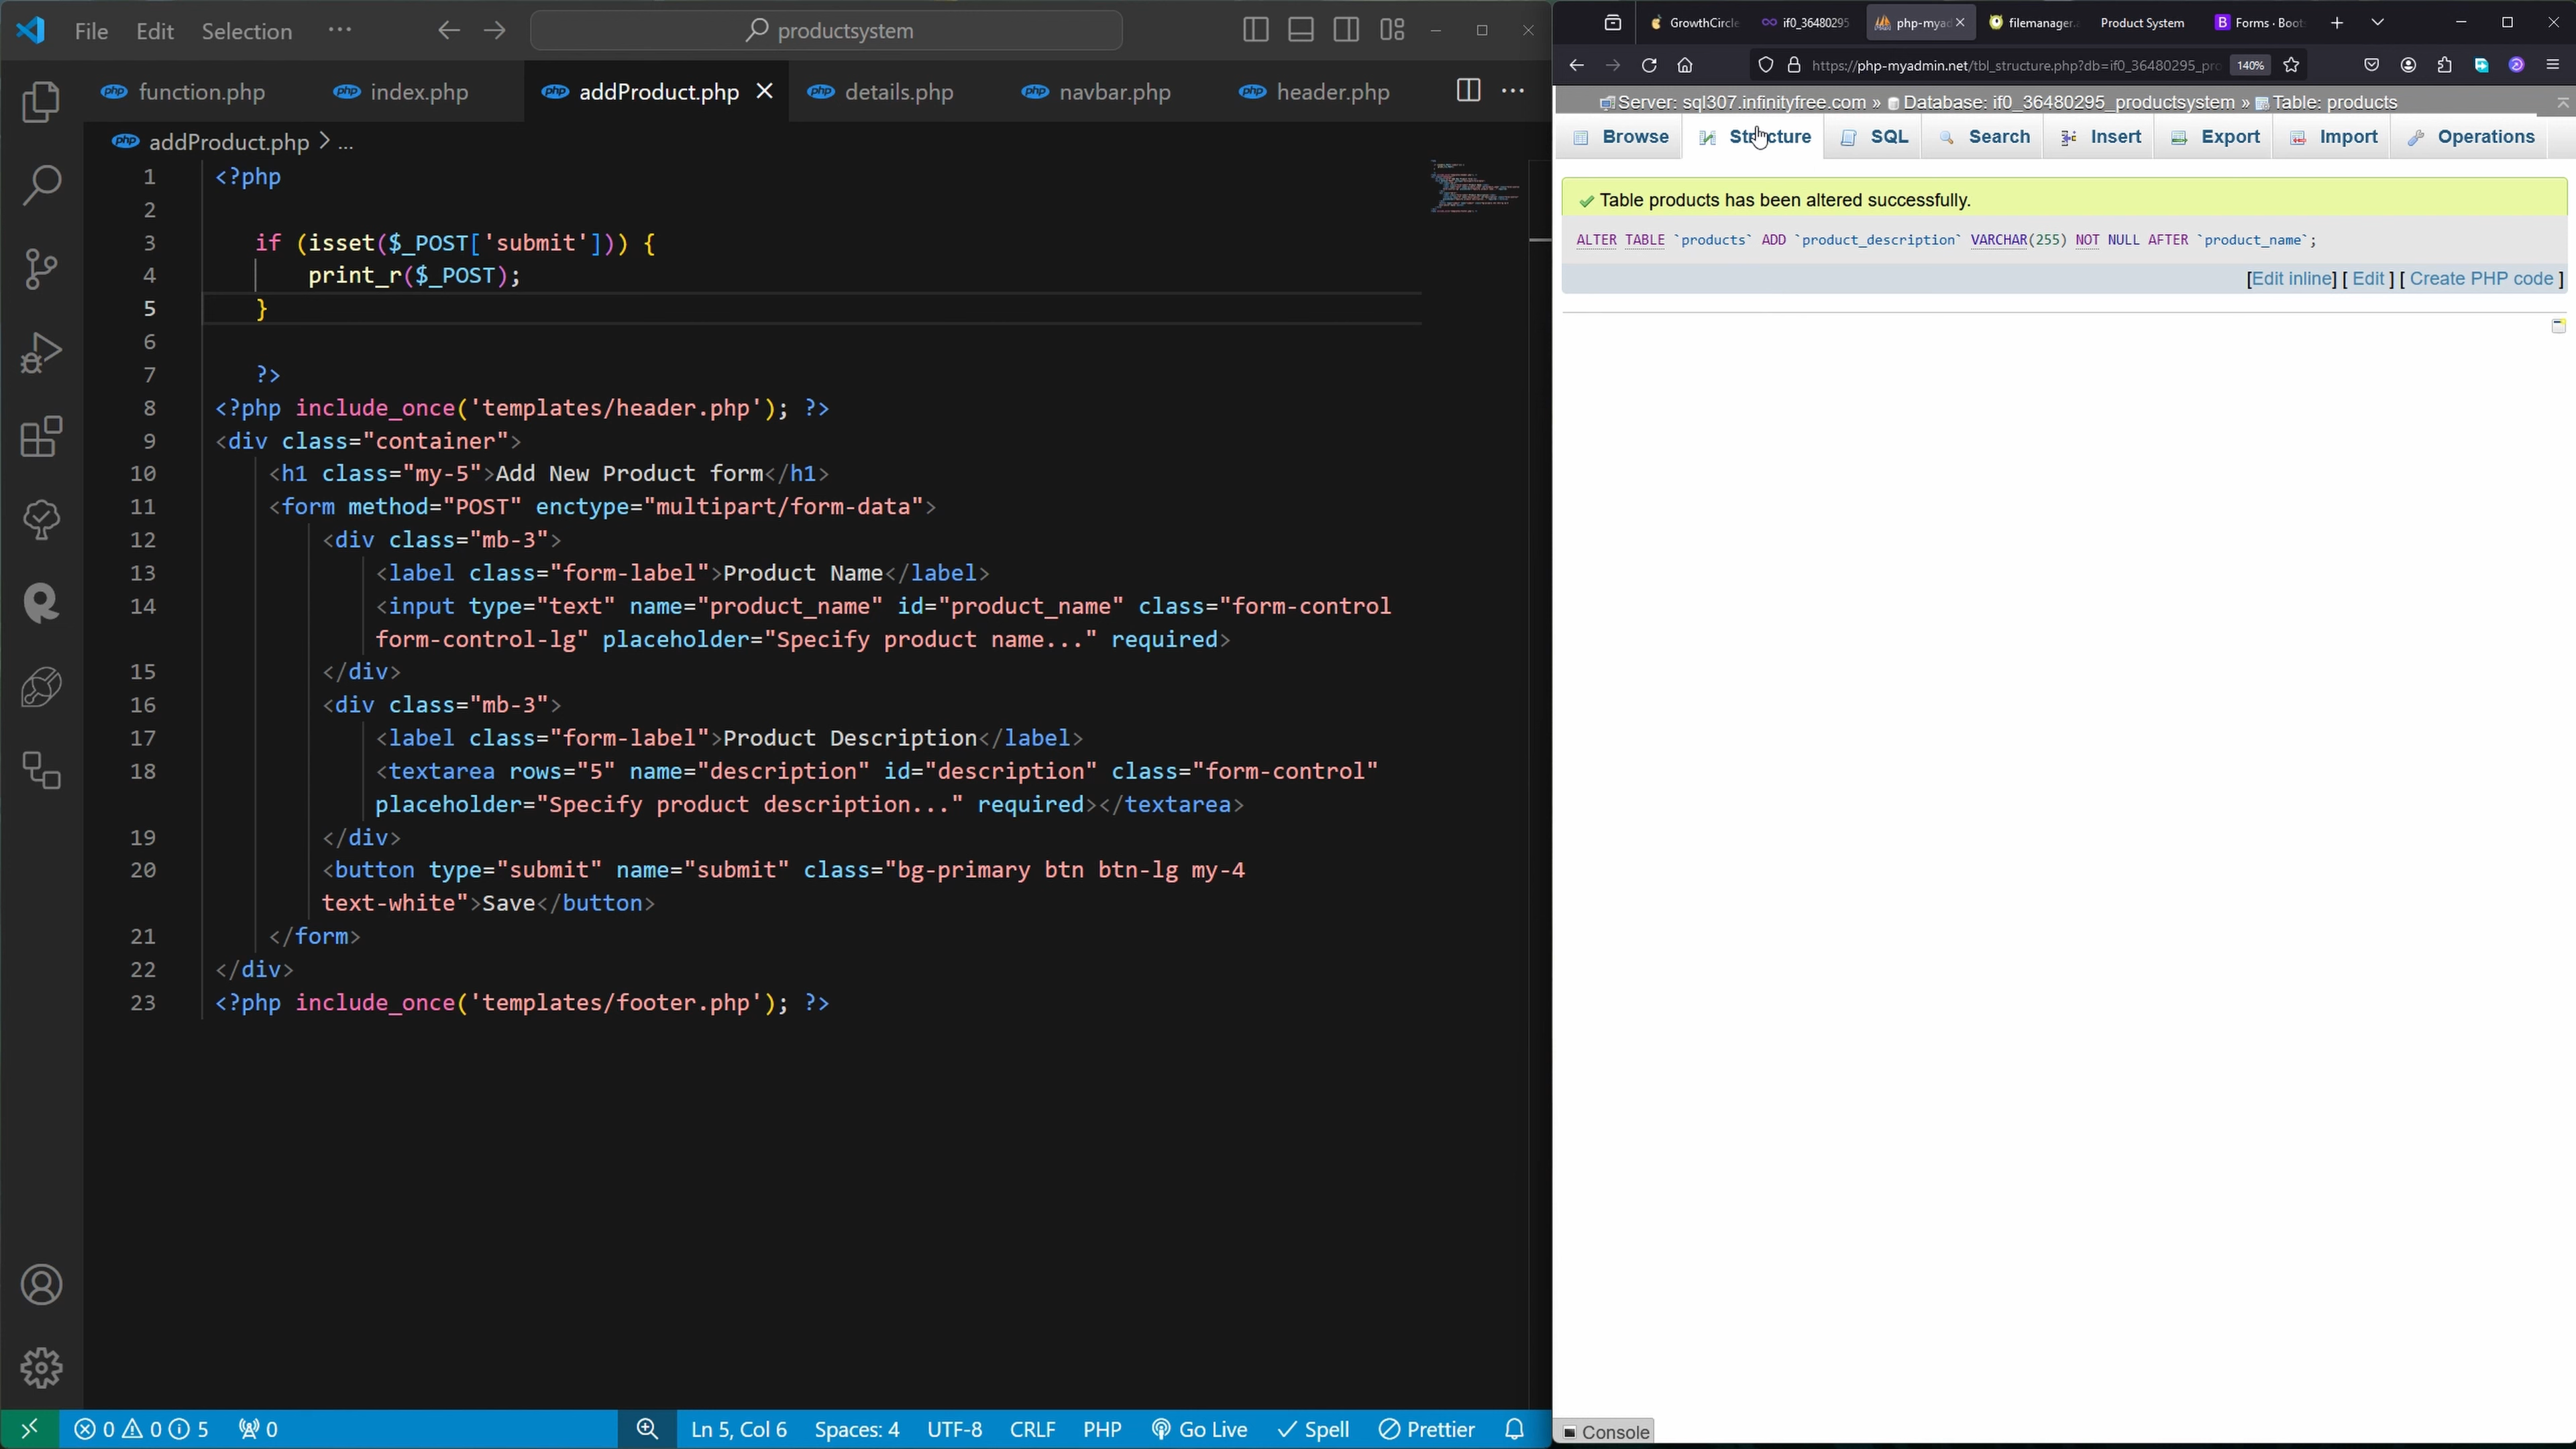 File Edit Selection ···
productsystem
function.php index.php addProduct.php details.php navbar.php header.php
addProduct.php > ...
1 <?php
2
3 if (isset($_POST['submit'])) {
4 print_r($_POST);
5 }
6
7 ?>
8 <?php include_once('templates/header.php'); ?>
9 <div class="container">
10 <h1 class="my-5">Add New Product form</h1>
11 <form method="POST" enctype="multipart/form-data">
12 <div class="mb-3">
13 <label class="form-label">Product Name</label>
14 <input type="text" name="product_name" id="product_name" class="form-control
form-control-lg" placeholder="Specify product name..." required>
15 </div>
16 <div class="mb-3">
17 <label class="form-label">Product Description</label>
18 <textarea rows="5" name="description" id="description" class="form-control"
placeholder="Specify product description..." required></textarea>
19 </div>
20 <button type="submit" name="submit" class="bg-primary btn btn-lg my-4
text-white">Save</button>
21 </form>
22 </div>
23 <?php include_once('templates/footer.php'); ?>
0 0 5 0 Ln 5, Col 6 Spaces: 4 UTF-8 CRLF PHP Go Live Spell Prettier
GrowthCircle if0_36480295 php-myad filemanager. Product System Forms · Boot
https://php-myadmin.net/tbl_structure.php?db=if0_36480295_pro 140%
Server: sql307.infinityfree.com » Database: if0_36480295_productsystem » Table: products
Browse Structure SQL Search Insert Export Import Operations
Table products has been altered successfully.
ALTER TABLE `products` ADD `product_description` VARCHAR(255) NOT NULL AFTER `product_name`;
[Edit inline] [ Edit ] [ Create PHP code ]
Console